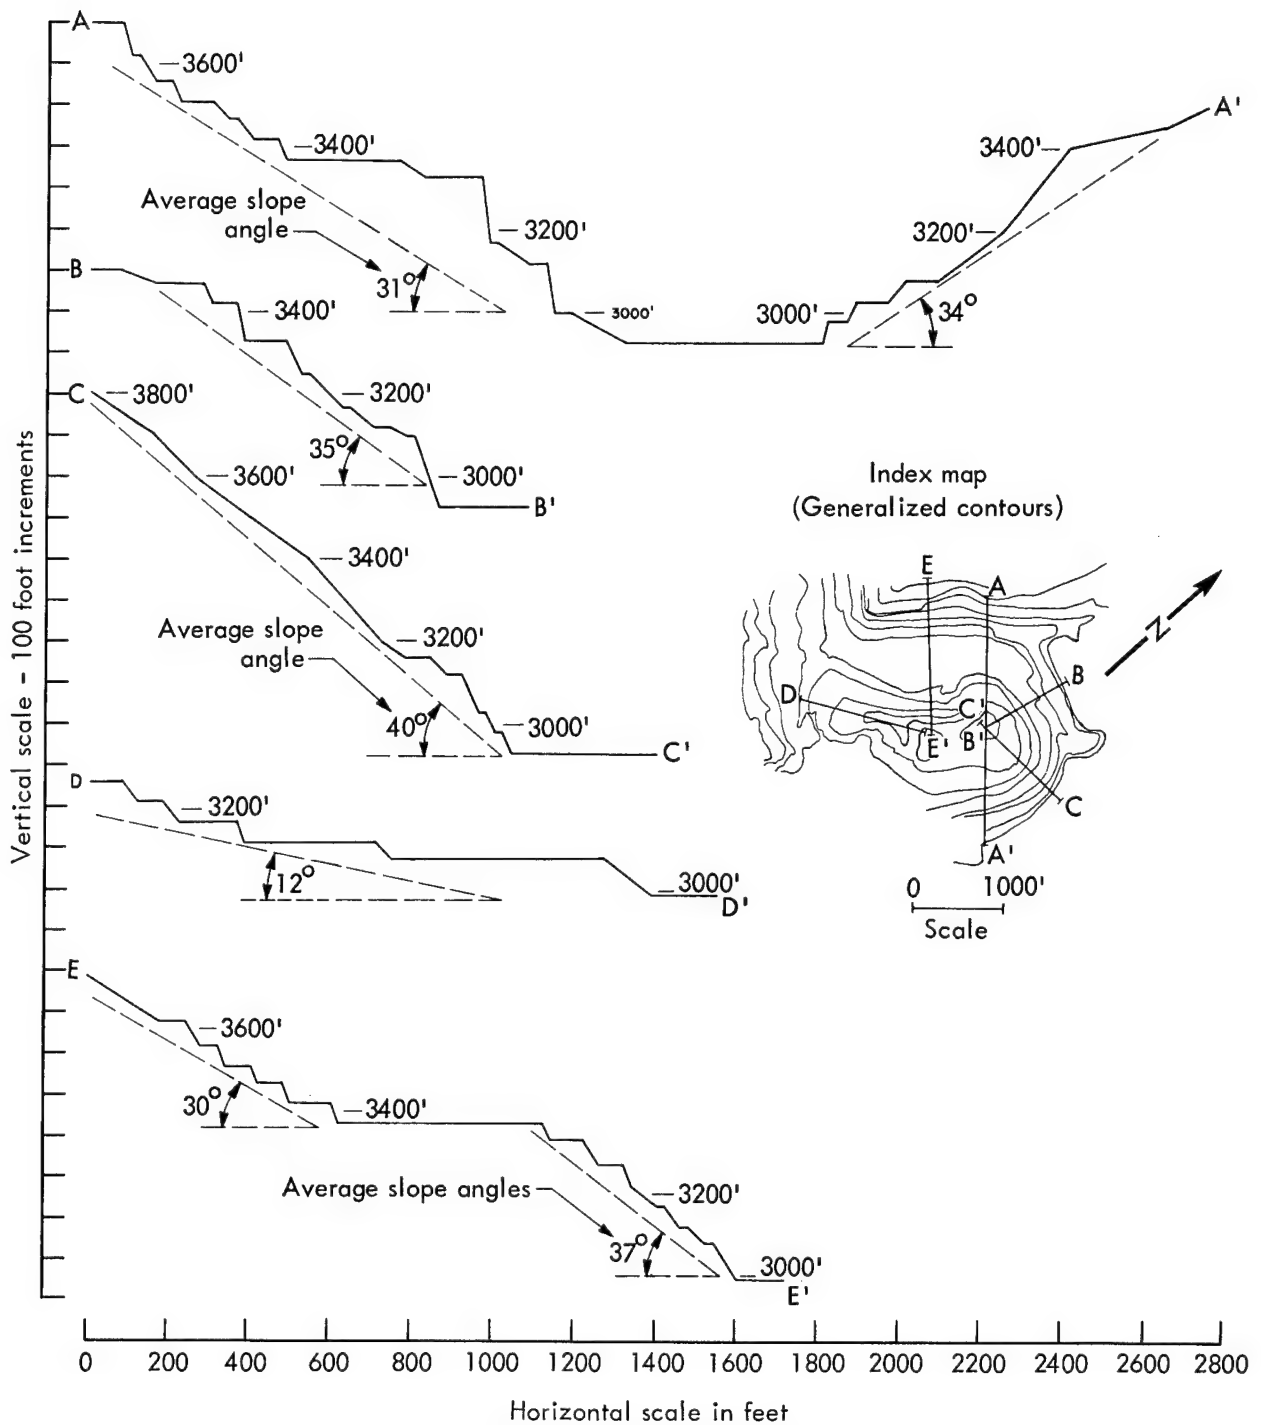 A
—3600'
A'
—3400'
3400'—
Average slope
angle
—3200'
3200'—
B
31°
—3400'
—3000'
3000'—
34°
C
—3800'
—3200'
35°
—3600'
—3000'
B'
Index map
(Generalized contours)
—3400'
E
A
N
Average slope
angle
—3200'
B
D
C'
40°
—3000'
C'
E'
B'
D
—3200'
C
A'
12°
—3000'
D'
0 1000'
Scale
E
—3600'
30°
—3400'
Average slope angles
—3200'
37°
—3000'
E'
Vertical scale - 100 foot increments
0 200 400 600 800 1000 1200 1400 1600 1800 2000 2200 2400 2600 2800
Horizontal scale in feet